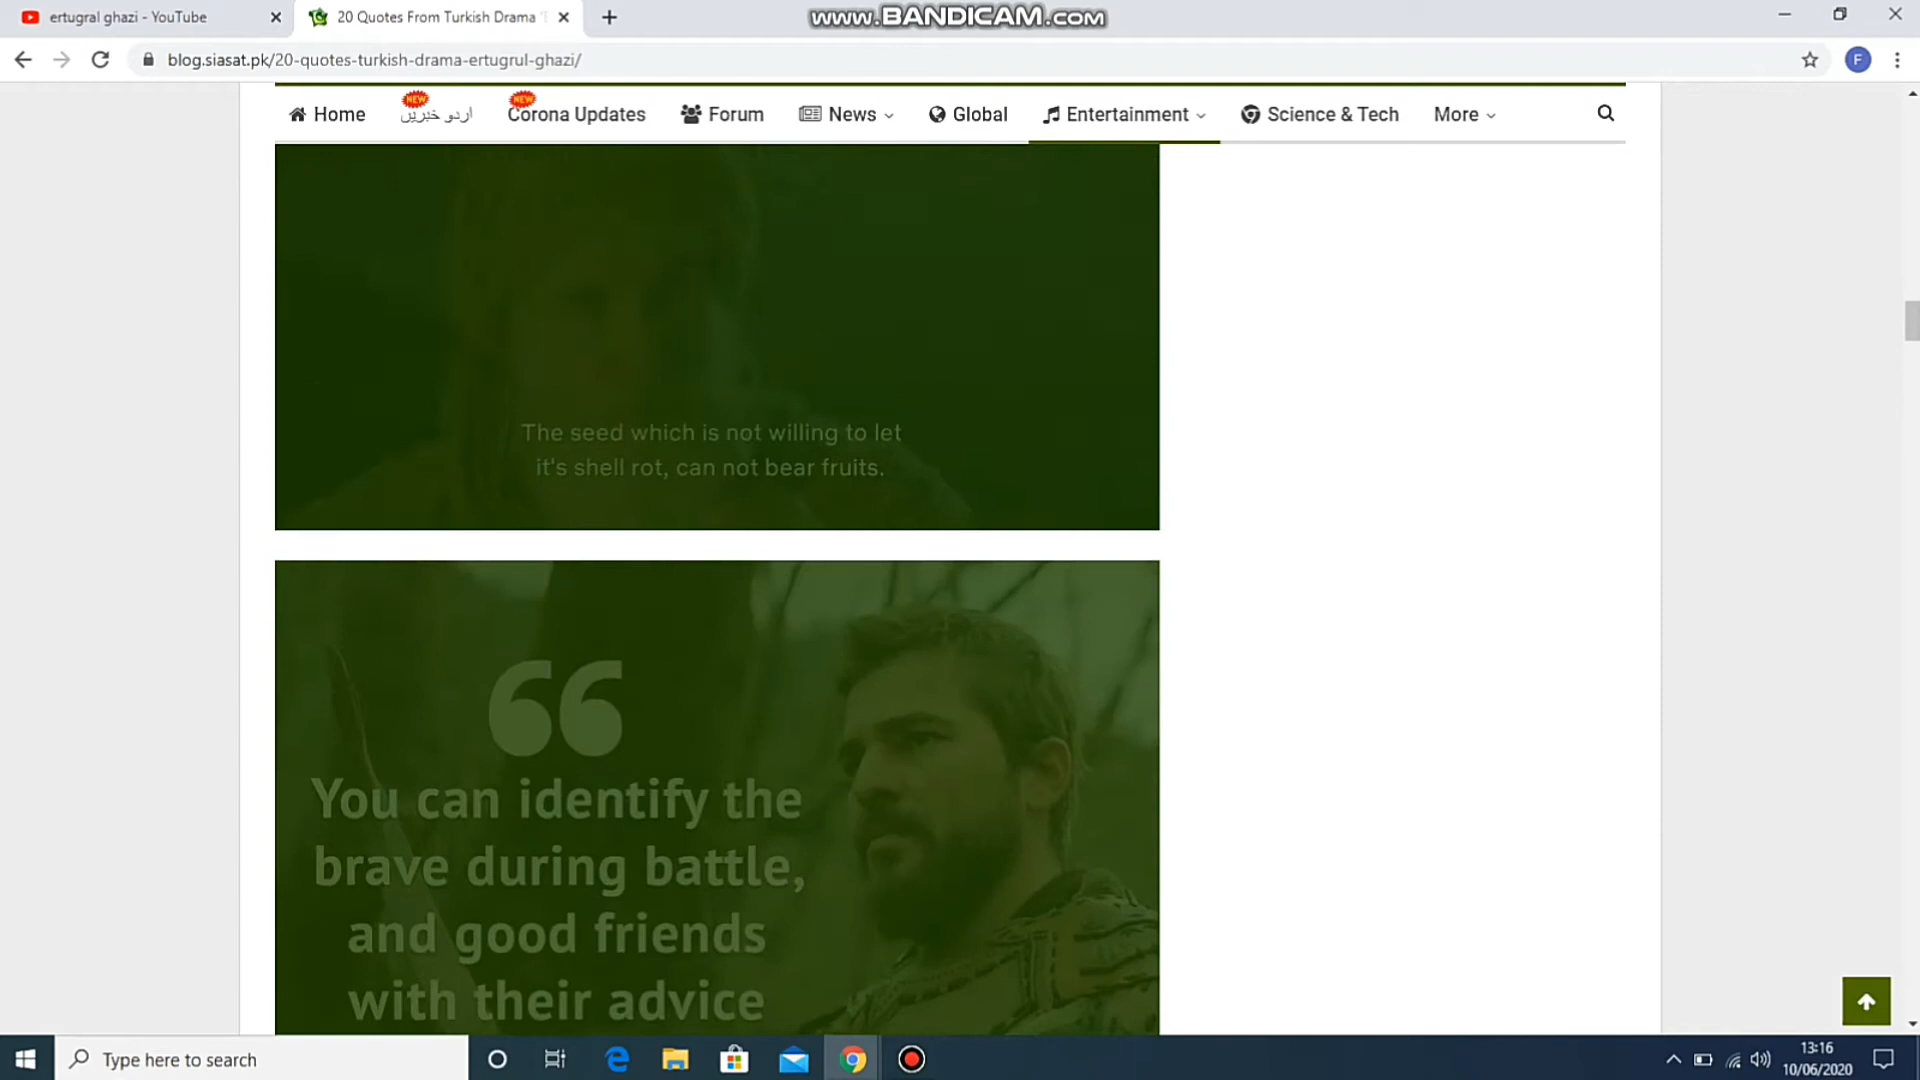 ertugral ghazi - YouTube
20 Quotes From Turkish Drama
www.BANDICAM.com
blog.siasat.pk/20-quotes-turkish-drama-ertugrul-ghazi/
F
Home
NEW
اردو خبریں
NEW
Corona Updates
Forum
News
Global
Entertainment
Science & Tech
More
The seed which is not willing to let
it's shell rot, can not bear fruits.
“
You can identify the
brave during battle,
and good friends
with their advice
Type here to search
13:16
10/06/2020